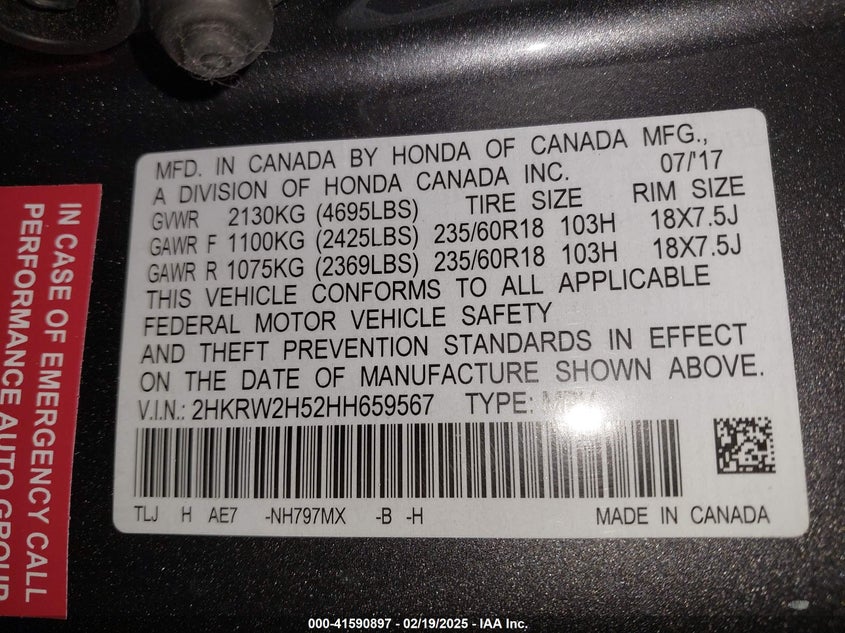 MFD. IN CANADA BY HONDA OF CANADA MFG.,
A DIVISION OF HONDA CANADA INC. 07/'17
GVWR 2130KG (4695LBS) TIRE SIZE RIM SIZE
GAWR F 1100KG (2425LBS) 235/60R18 103H 18X7.5J
GAWR R 1075KG (2369LBS) 235/60R18 103H 18X7.5J
THIS VEHICLE CONFORMS TO ALL APPLICABLE
FEDERAL MOTOR VEHICLE SAFETY
AND THEFT PREVENTION STANDARDS IN EFFECT
ON THE DATE OF MANUFACTURE SHOWN ABOVE.
V.I.N.: 2HKRW2H52HH659567 TYPE:
TLJ H AE7 -NH797MX -B -H MADE IN CANADA
IN CASE OF EMERGENCY CALL
PERFORMANCE AUTO GROUP
000-41590897 - 02/19/2025 - IAA Inc.